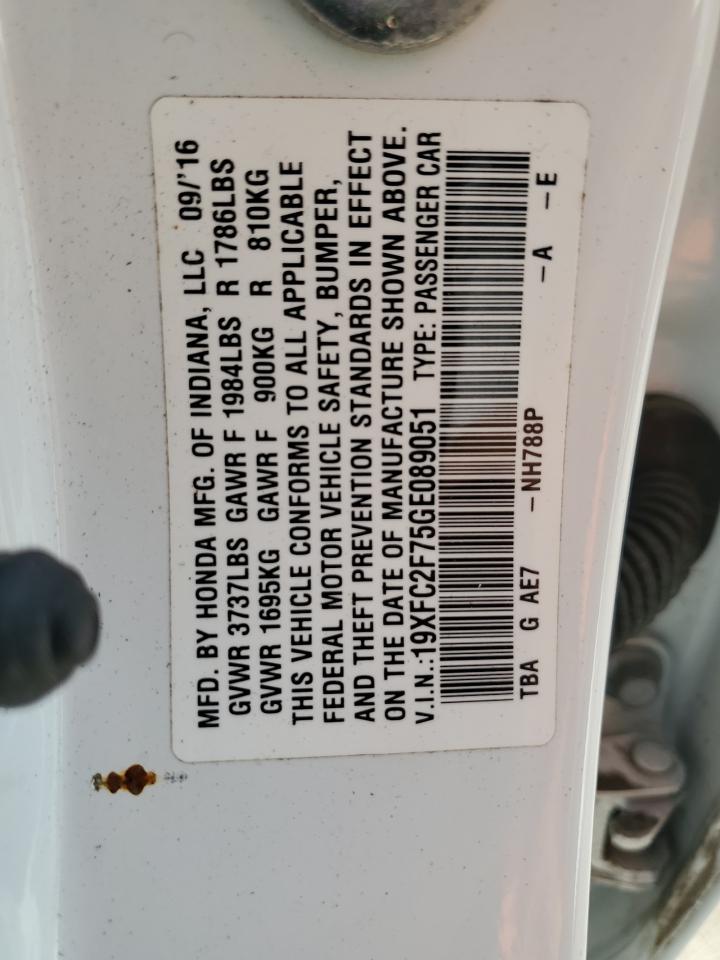 MFD. BY HONDA MFG. OF INDIANA, LLC 09/'16
GVWR 3737LBS GAWR F 1984LBS R 1786LBS
GVWR 1695KG GAWR F 900KG R 810KG
THIS VEHICLE CONFORMS TO ALL APPLICABLE
FEDERAL MOTOR VEHICLE SAFETY, BUMPER,
AND THEFT PREVENTION STANDARDS IN EFFECT
ON THE DATE OF MANUFACTURE SHOWN ABOVE.
V.I.N.:19XFC2F75GE089051 TYPE: PASSENGER CAR
TBA G AE7 -NH788P -A -E